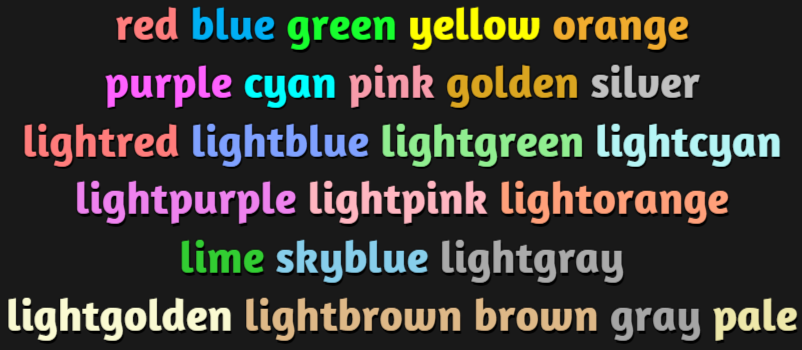 red blue green yellow orange
purple cyan pink golden silver
lightred lightblue lightgreen lightcyan
lightpurple lightpink lightorange
lime skyblue lightgray
lightgolden lightbrown brown gray pale